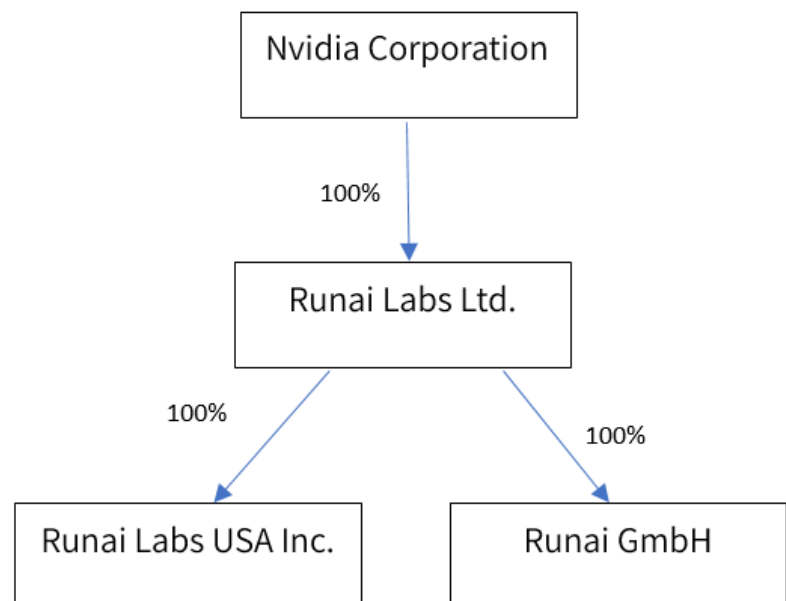 Nvidia Corporation
100%
Runai Labs Ltd.
100%
100%
Runai Labs USA Inc.
Runai GmbH